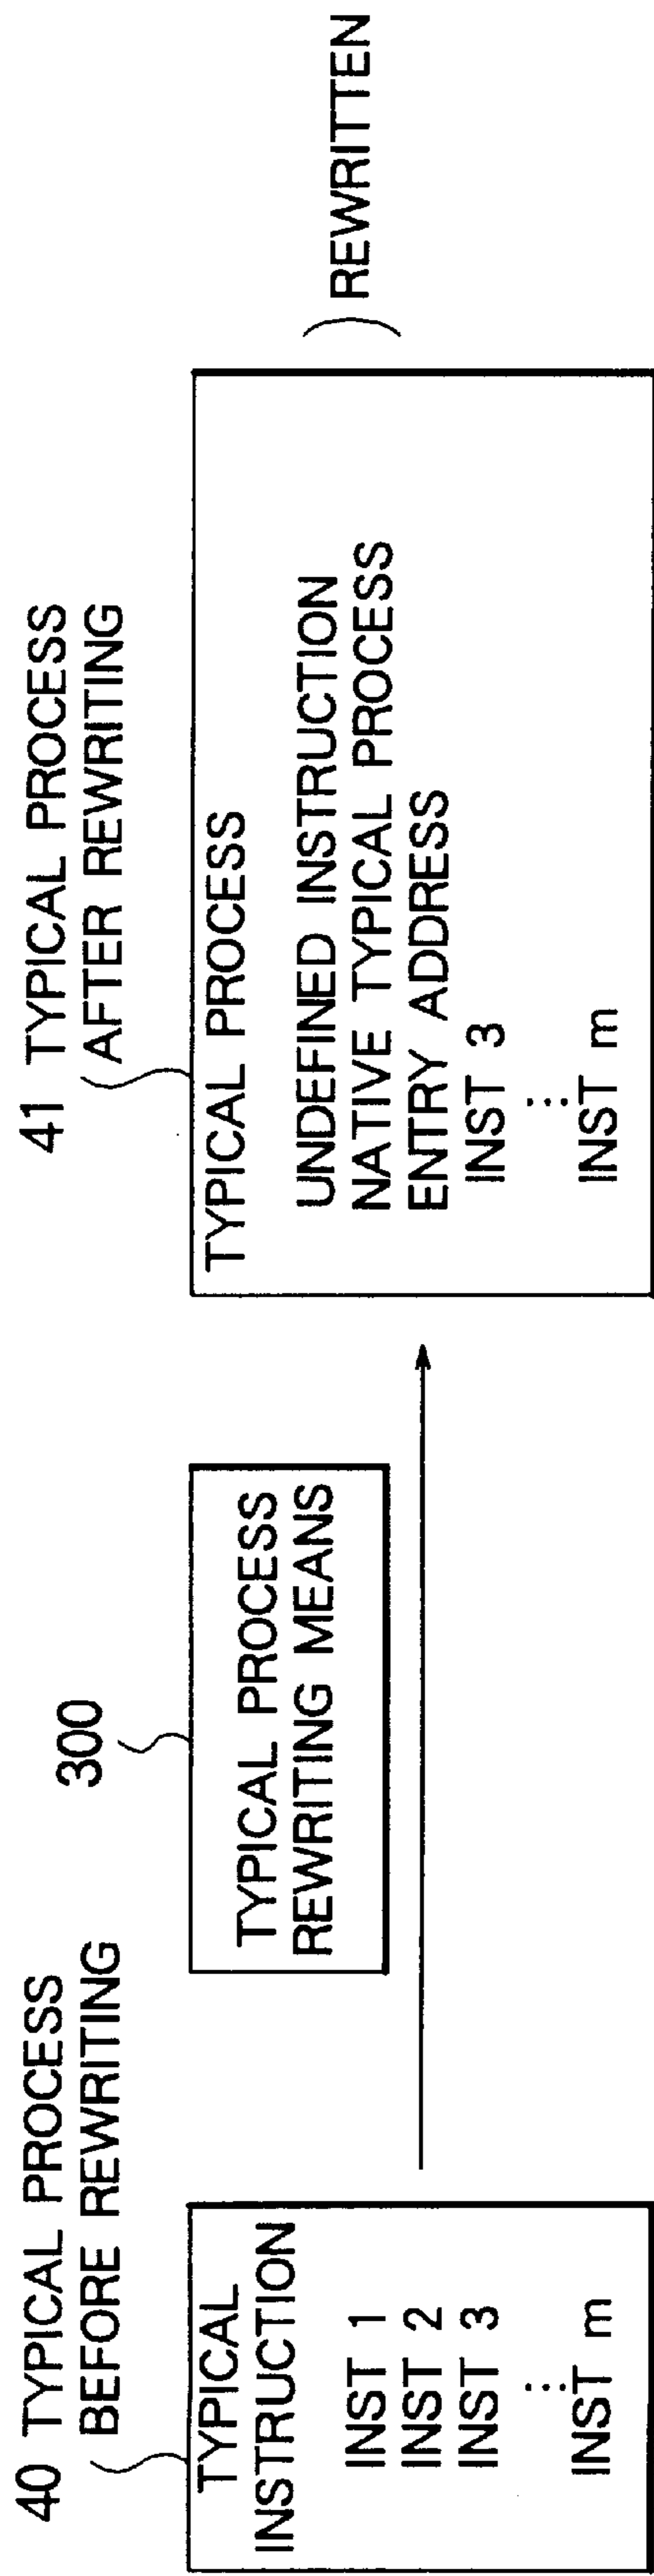 40 TYPICAL PROCESS
BEFORE REWRITING
TYPICAL
INSTRUCTION
INST 1
INST 2
INST 3
⋮
INST m
300
TYPICAL PROCESS
REWRITING MEANS
41 TYPICAL PROCESS
AFTER REWRITING
TYPICAL PROCESS
UNDEFINED INSTRUCTION
NATIVE TYPICAL PROCESS
ENTRY ADDRESS
INST 3
⋮
INST m
) REWRITTEN